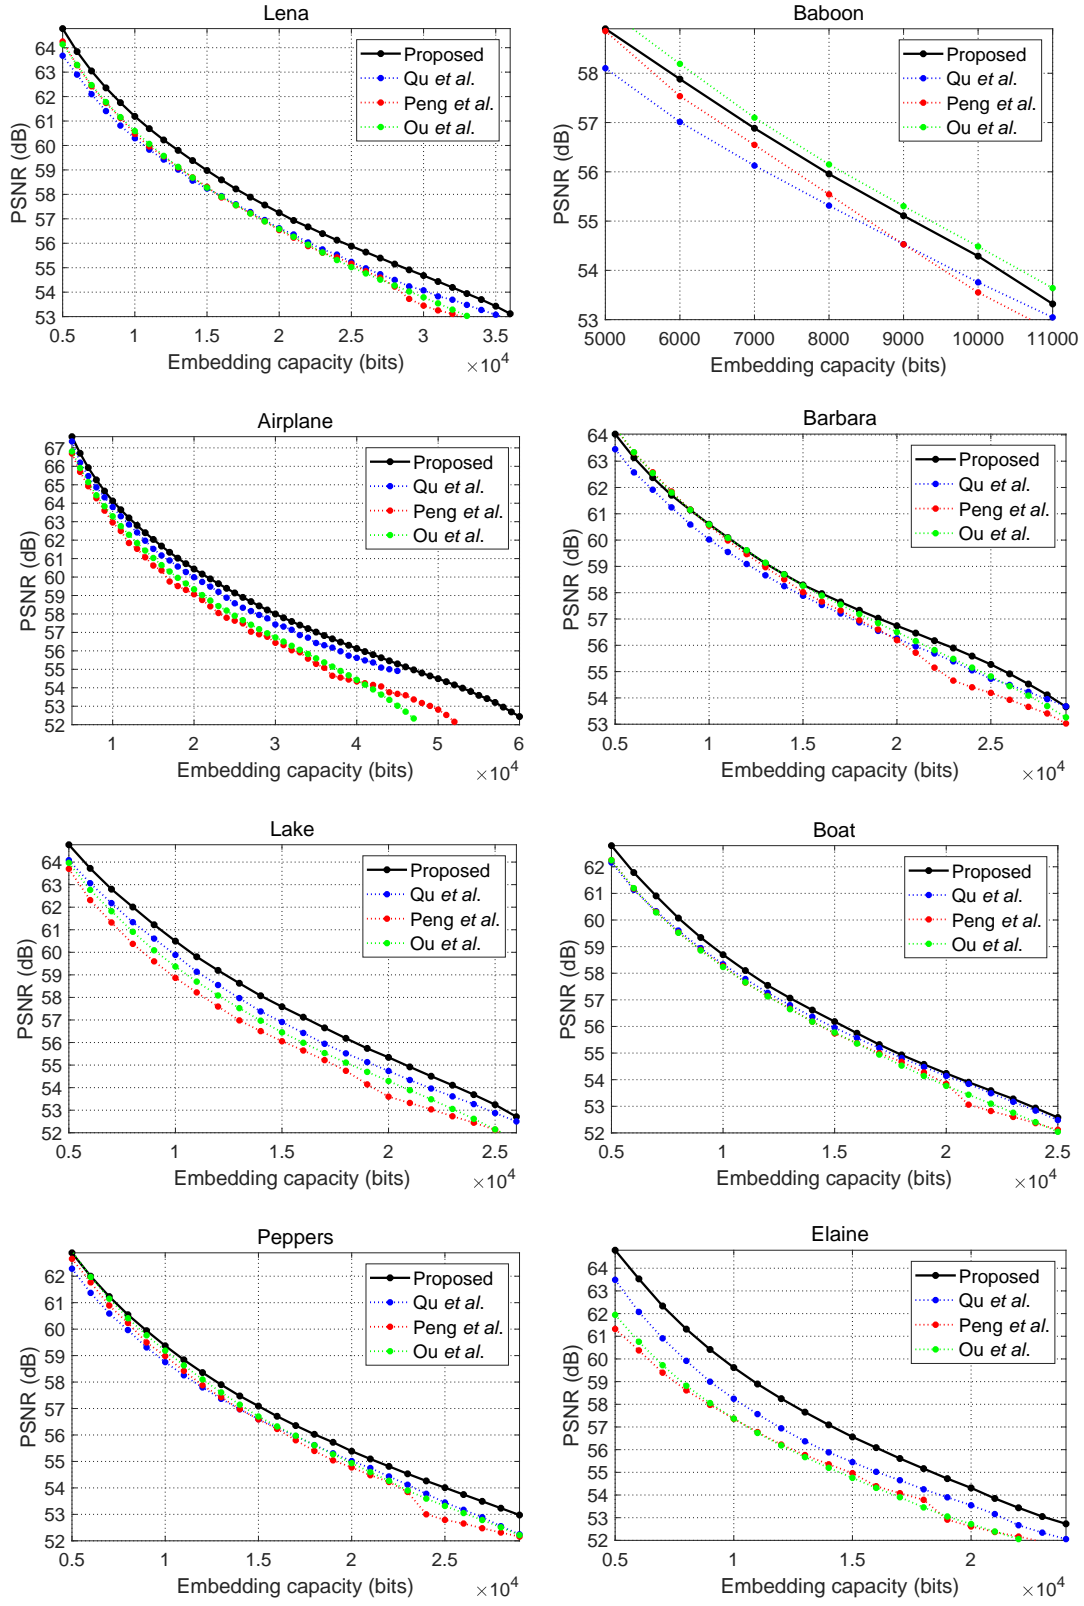 Lena
PSNR (dB)
64
63
62
61
60
59
58
57
56
55
54
53
Proposed
Qu et al.
Peng et al.
Ou et al.
0.5 1 1.5 2 2.5 3 3.5
Embedding capacity (bits)
×10^4
Baboon
PSNR (dB)
58
57
56
55
54
53
Proposed
Qu et al.
Peng et al.
Ou et al.
5000 6000 7000 8000 9000 10000 11000
Embedding capacity (bits)
Airplane
PSNR (dB)
67
66
65
64
63
62
61
60
59
58
57
56
55
54
53
52
Proposed
Qu et al.
Peng et al.
Ou et al.
1 2 3 4 5 6
Embedding capacity (bits)
×10^4
Barbara
PSNR (dB)
64
63
62
61
60
59
58
57
56
55
54
53
Proposed
Qu et al.
Peng et al.
Ou et al.
0.5 1 1.5 2 2.5
Embedding capacity (bits)
×10^4
Lake
PSNR (dB)
64
63
62
61
60
59
58
57
56
55
54
53
52
Proposed
Qu et al.
Peng et al.
Ou et al.
0.5 1 1.5 2 2.5
Embedding capacity (bits)
×10^4
Boat
PSNR (dB)
62
61
60
59
58
57
56
55
54
53
52
Proposed
Qu et al.
Peng et al.
Ou et al.
0.5 1 1.5 2 2.5
Embedding capacity (bits)
×10^4
Peppers
PSNR (dB)
62
61
60
59
58
57
56
55
54
53
52
Proposed
Qu et al.
Peng et al.
Ou et al.
0.5 1 1.5 2 2.5
Embedding capacity (bits)
×10^4
Elaine
PSNR (dB)
64
63
62
61
60
59
58
57
56
55
54
53
52
Proposed
Qu et al.
Peng et al.
Ou et al.
0.5 1 1.5 2
Embedding capacity (bits)
×10^4